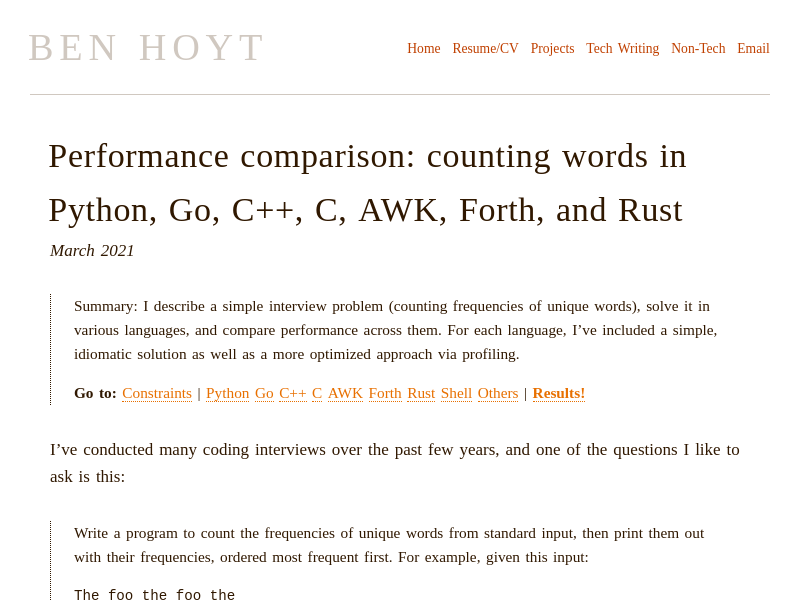 BEN HOYT
Home Resume/CV Projects Tech Writing Non-Tech Email
Performance comparison: counting words in
Python, Go, C++, C, AWK, Forth, and Rust
March 2021
Summary: I describe a simple interview problem (counting frequencies of unique words), solve it in
various languages, and compare performance across them. For each language, I’ve included a simple,
idiomatic solution as well as a more optimized approach via profiling.
Go to: Constraints | Python Go C++ C AWK Forth Rust Shell Others | Results!
I’ve conducted many coding interviews over the past few years, and one of the questions I like to
ask is this:
Write a program to count the frequencies of unique words from standard input, then print them out
with their frequencies, ordered most frequent first. For example, given this input:
The foo the foo the